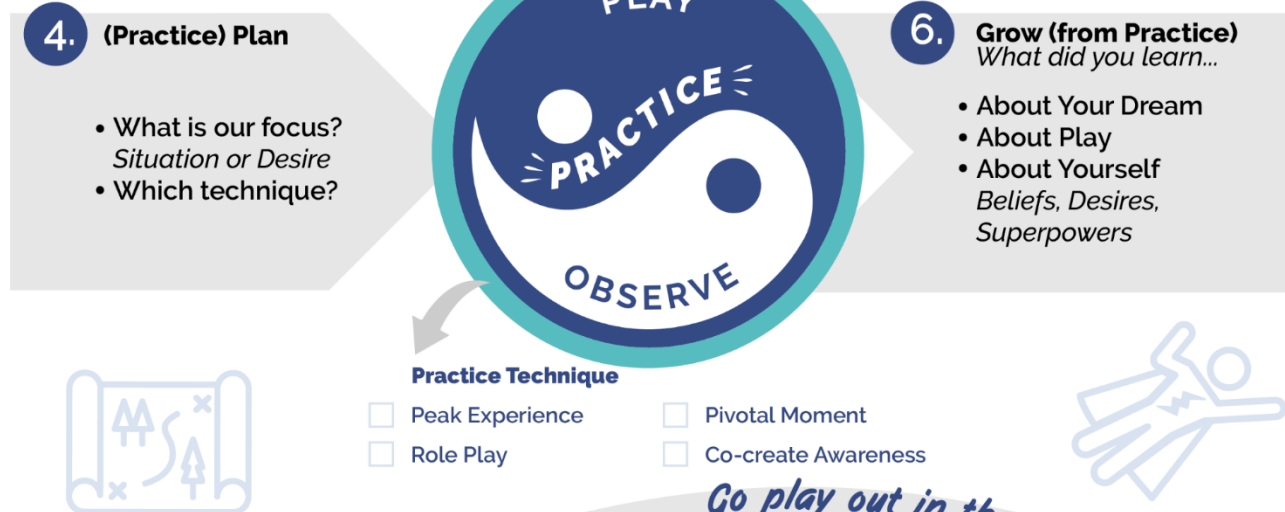 4. (Practice) Plan
• What is our focus?
Situation or Desire
• Which technique?
PLAY
PRACTICE
OBSERVE
6. Grow (from Practice)
What did you learn...
• About Your Dream
• About Play
• About Yourself
Beliefs, Desires,
Superpowers
Practice Technique
Peak Experience
Role Play
Pivotal Moment
Co-create Awareness
Go play out in th